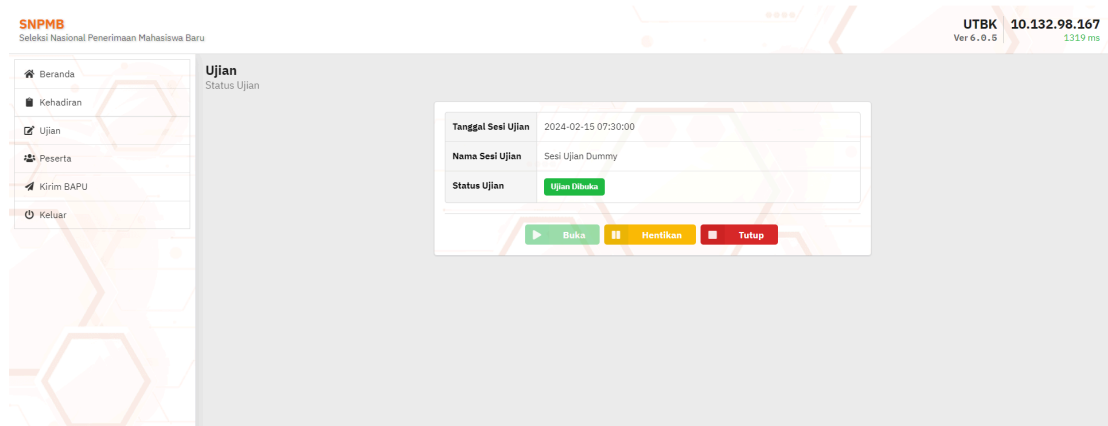 SNPMB
Seleksi Nasional Penerimaan Mahasiswa Baru
UTBK 10.132.98.167
Ver 6.0.5 1319 ms
Beranda
Kehadiran
Ujian
Peserta
Kirim BAPU
Keluar
Ujian
Status Ujian
Tanggal Sesi Ujian 2024-02-15 07:30:00
Nama Sesi Ujian Sesi Ujian Dummy
Status Ujian Ujian Dibuka
Buka Hentikan Tutup